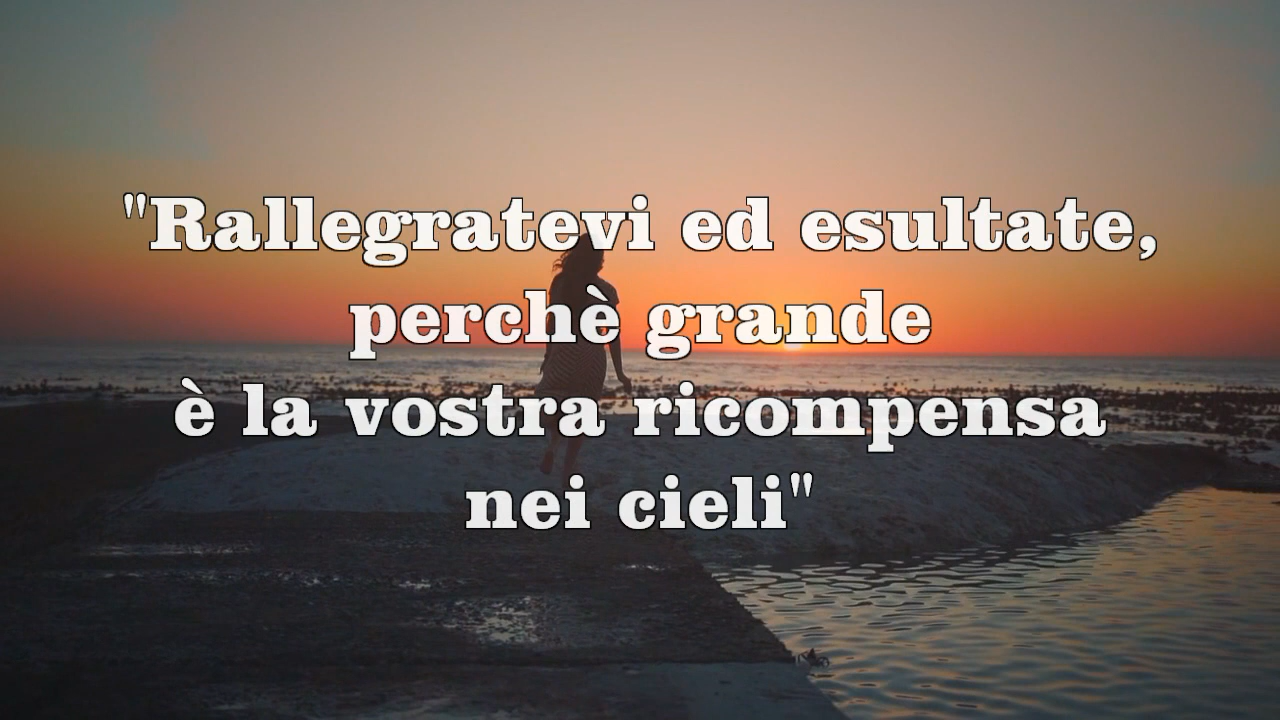 "Rallegratevi ed esultate,
perchè grande
è la vostra ricompensa
nei cieli"